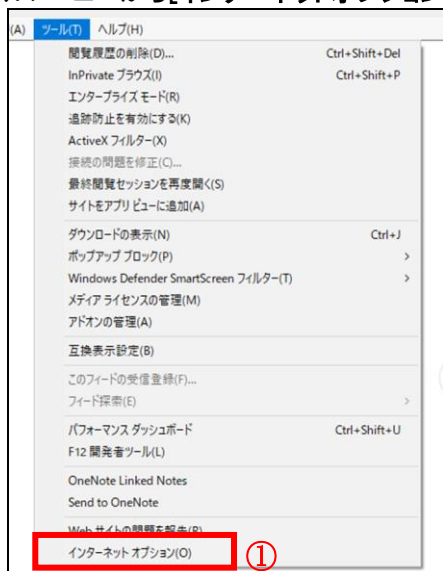 (A) ツール(T) ヘルプ(H)
閲覧履歴の削除(D)... Ctrl+Shift+Del
InPrivate ブラウズ(I) Ctrl+Shift+P
エンタープライズ モード(R)
追跡防止を有効にする(K)
ActiveX フィルター(X)
接続の問題を修正(C)...
最終閲覧セッションを再度開く(S)
サイトをアプリ ビューに追加(A)
ダウンロードの表示(N) Ctrl+J
ポップアップ ブロック(P) >
Windows Defender SmartScreen フィルター(T) >
メディア ライセンスの管理(M)
アドオンの管理(A)
互換表示設定(B)
このフィードの受信登録(F)...
フィード探索(E) >
パフォーマンス ダッシュボード Ctrl+Shift+U
F12 開発者ツール(L)
OneNote Linked Notes
Send to OneNote
Web サイトの問題を報告(R)
インターネット オプション(O) ①